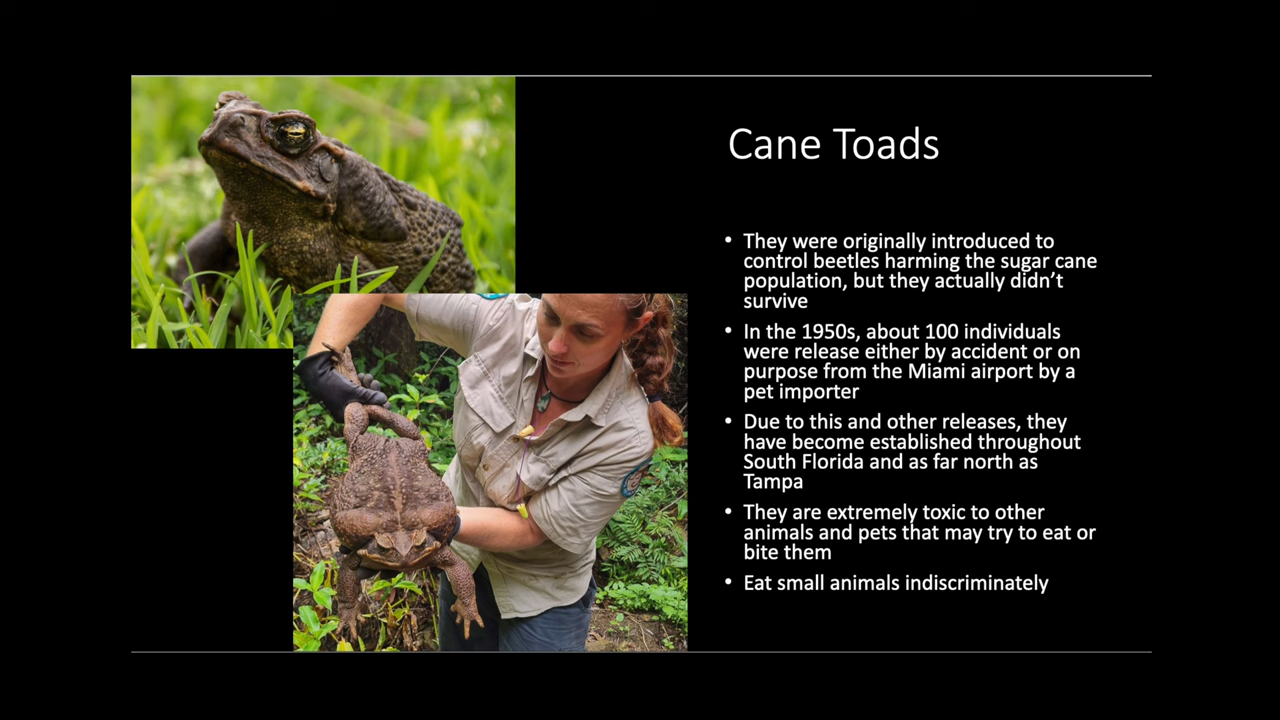 Cane Toads
• They were originally introduced to
control beetles harming the sugar cane
population, but they actually didn’t
survive
• In the 1950s, about 100 individuals
were release either by accident or on
purpose from the Miami airport by a
pet importer
• Due to this and other releases, they
have become established throughout
South Florida and as far north as
Tampa
• They are extremely toxic to other
animals and pets that may try to eat or
bite them
• Eat small animals indiscriminately